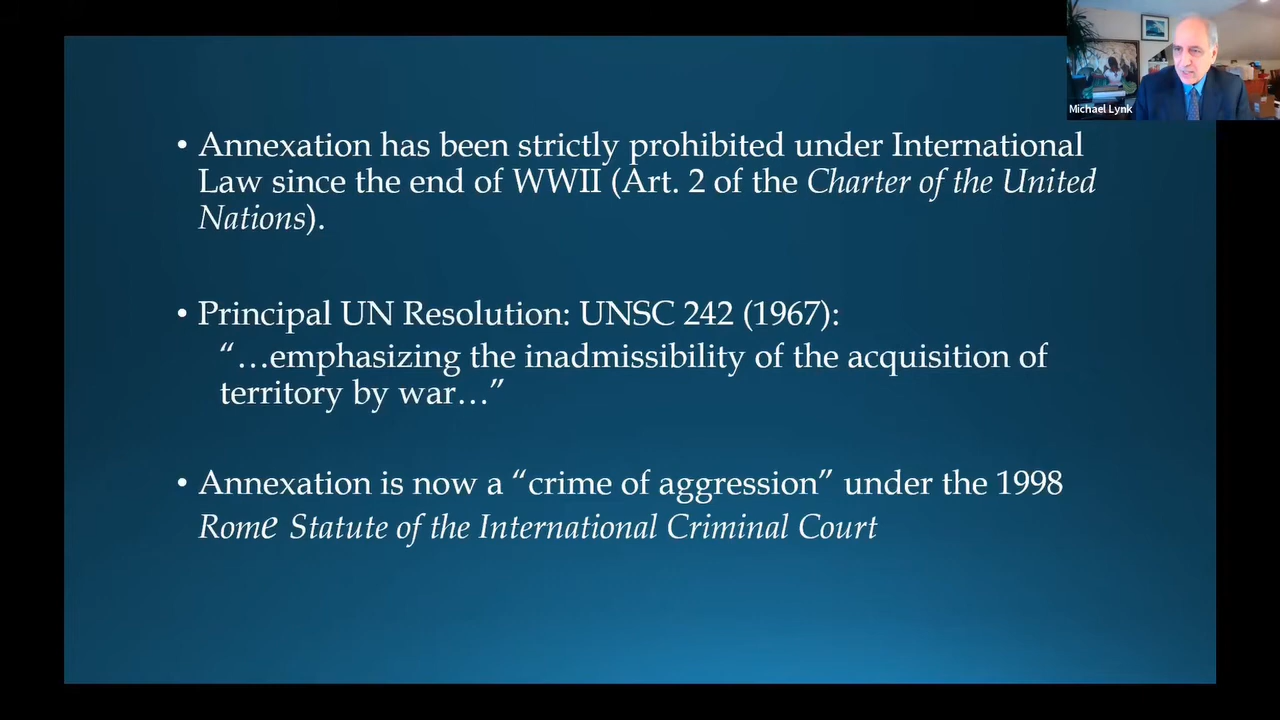 Michael Lynk
• Annexation has been strictly prohibited under International
Law since the end of WWII (Art. 2 of the Charter of the United
Nations).
• Principal UN Resolution: UNSC 242 (1967):
“…emphasizing the inadmissibility of the acquisition of
territory by war…”
• Annexation is now a “crime of aggression” under the 1998
Rome Statute of the International Criminal Court